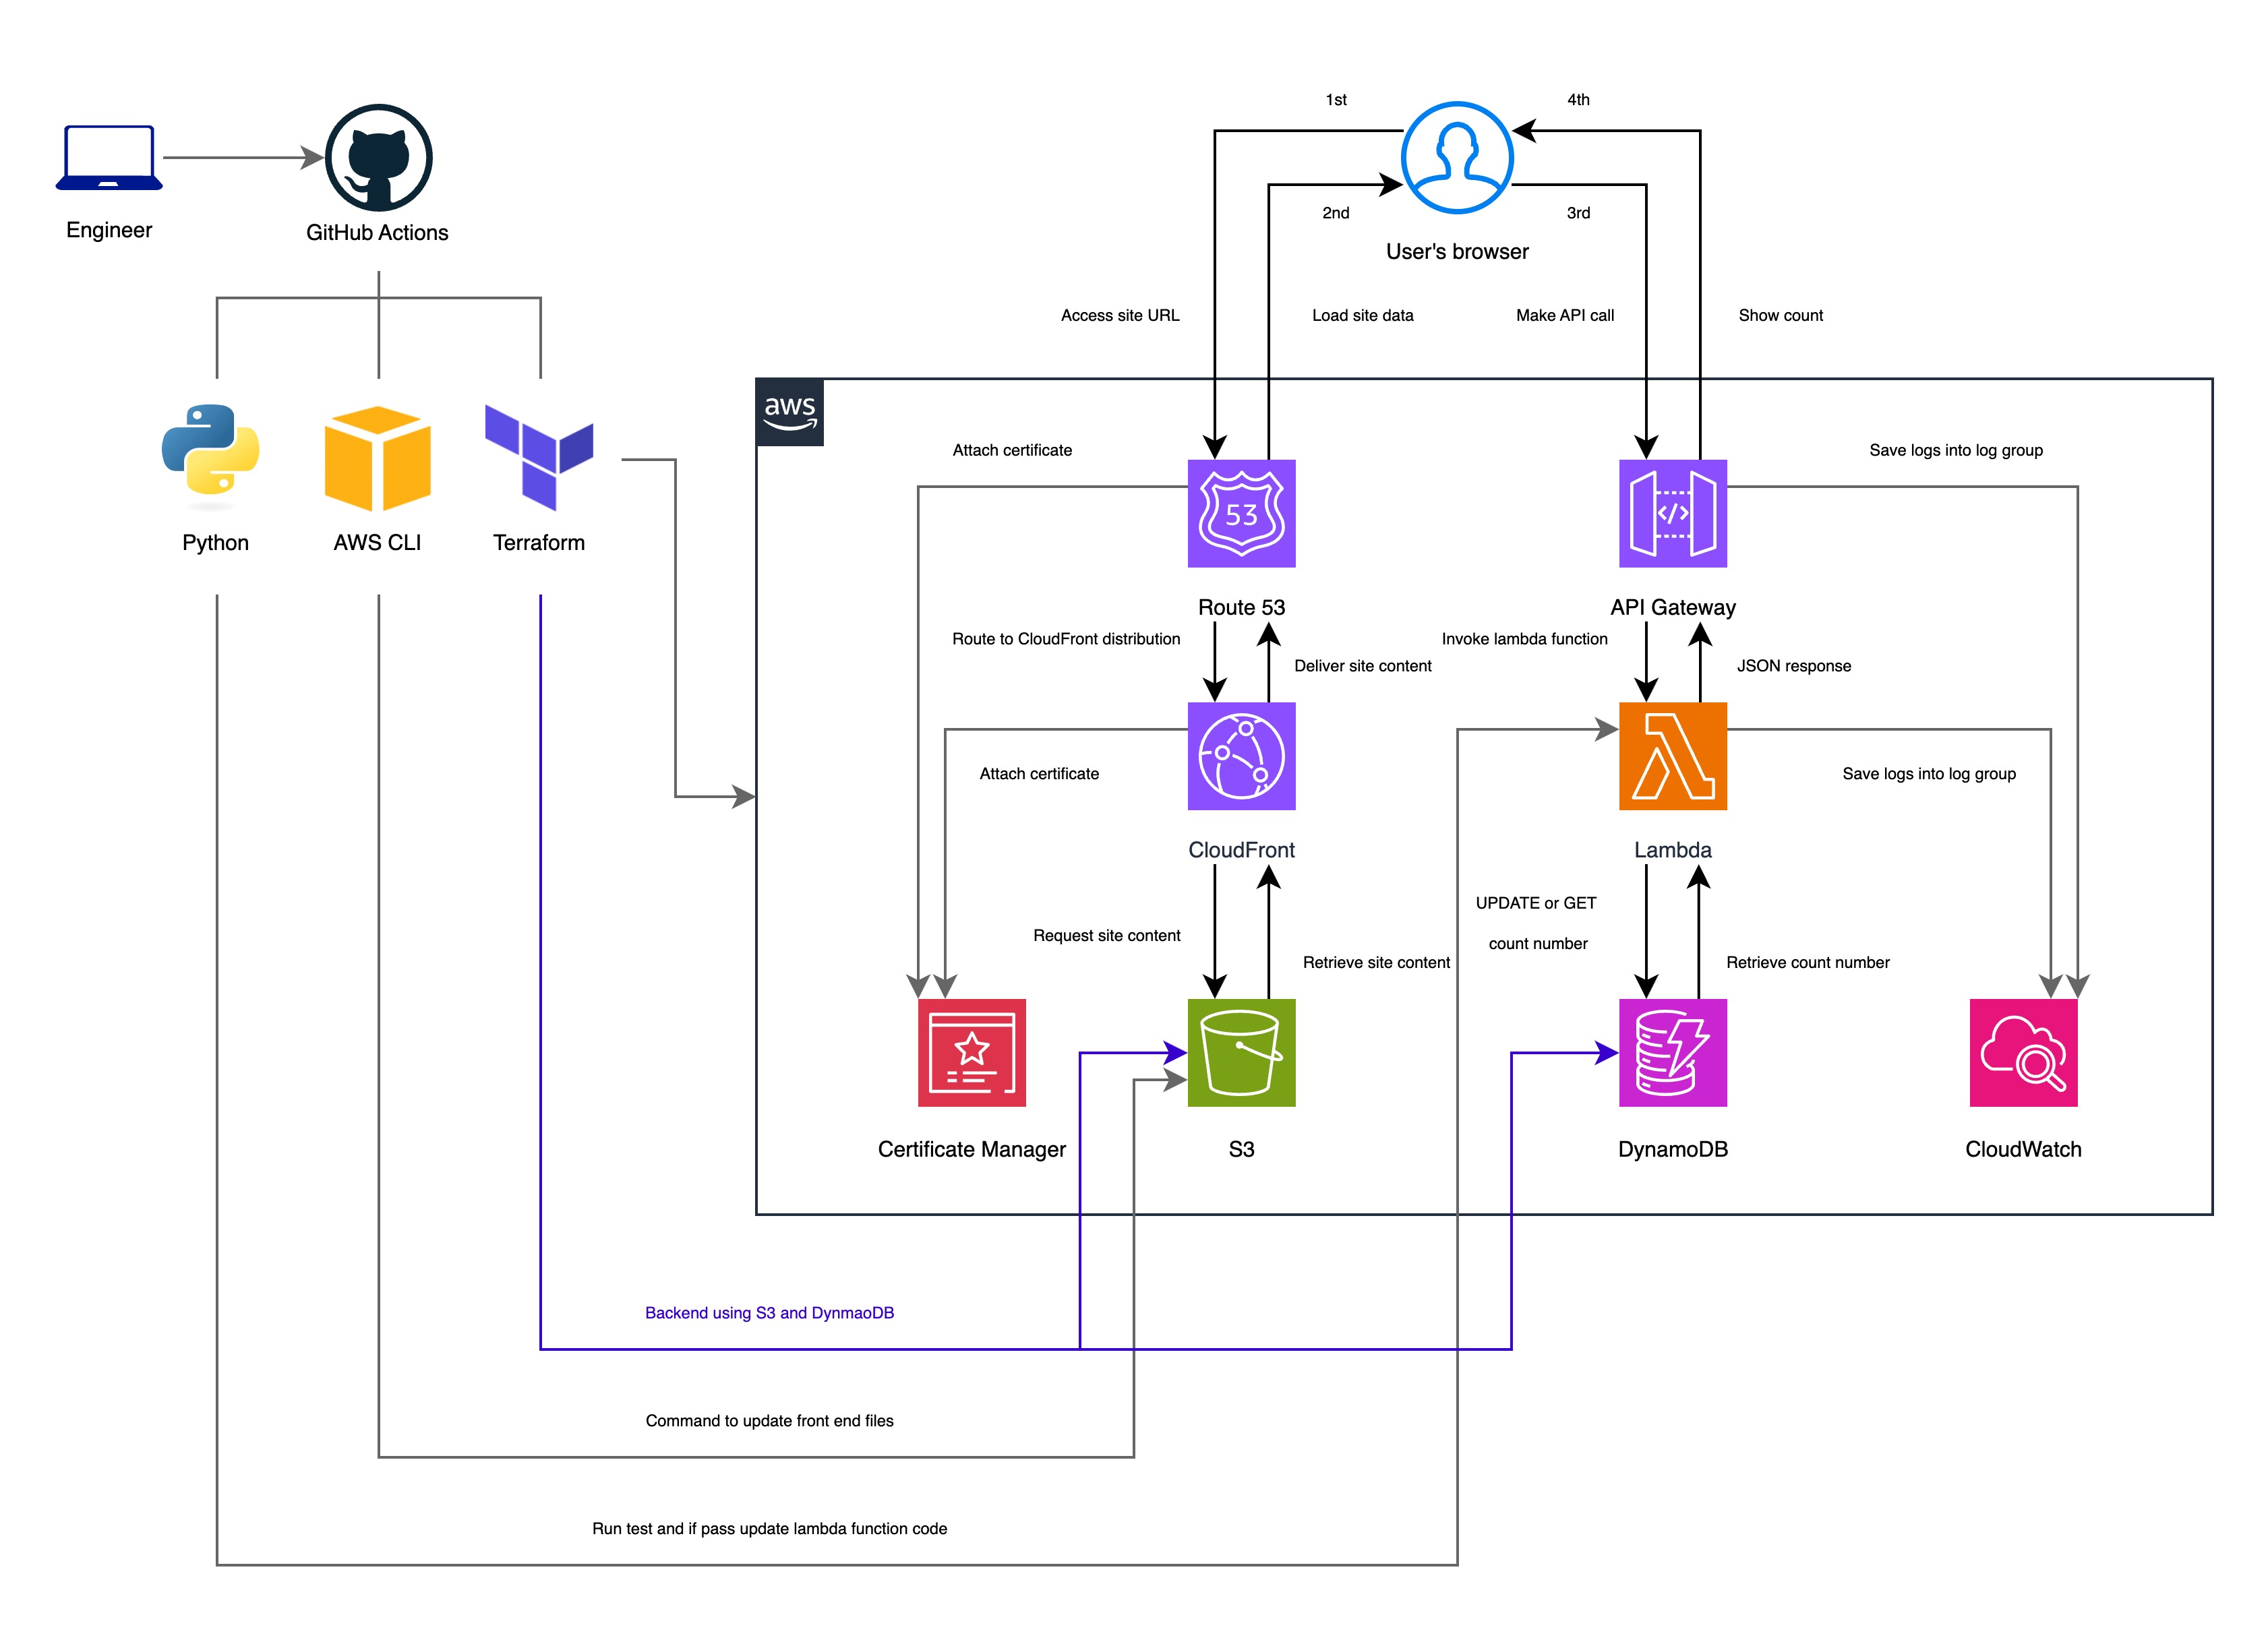 1st
4th
2nd
3rd
Engineer
GitHub Actions
User's browser
Access site URL
Load site data
Make API call
Show count
aws
Attach certificate
Save logs into log group
53
</>
Python
AWS CLI
Terraform
Route 53
API Gateway
Route to CloudFront distribution
Invoke lambda function
Deliver site content
JSON response
Attach certificate
Save logs into log group
CloudFront
Lambda
UPDATE or GET
count number
Request site content
Retrieve site content
Retrieve count number
Certificate Manager
S3
DynamoDB
CloudWatch
Backend using S3 and DynmaoDB
Command to update front end files
Run test and if pass update lambda function code